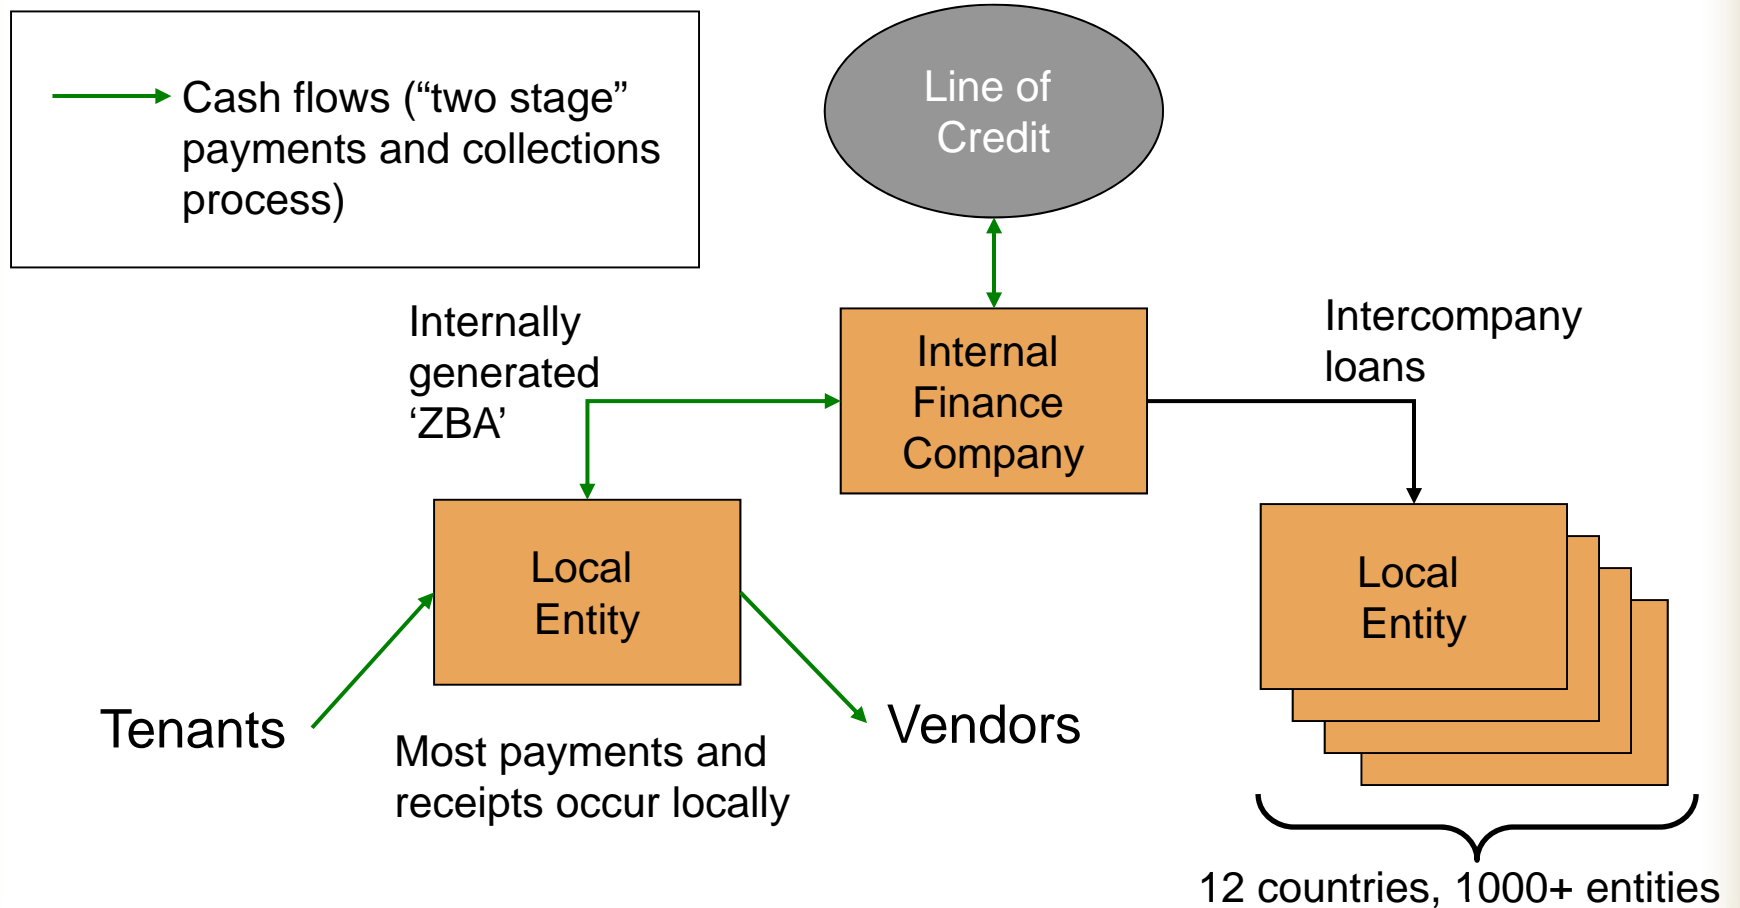 Cash flows (“two stage”
payments and collections
process)
Line of
Credit
Internally
generated
‘ZBA’
Internal
Finance
Company
Intercompany
loans
Local
Entity
Local
Entity
Tenants
Vendors
Most payments and
receipts occur locally
12 countries, 1000+ entities